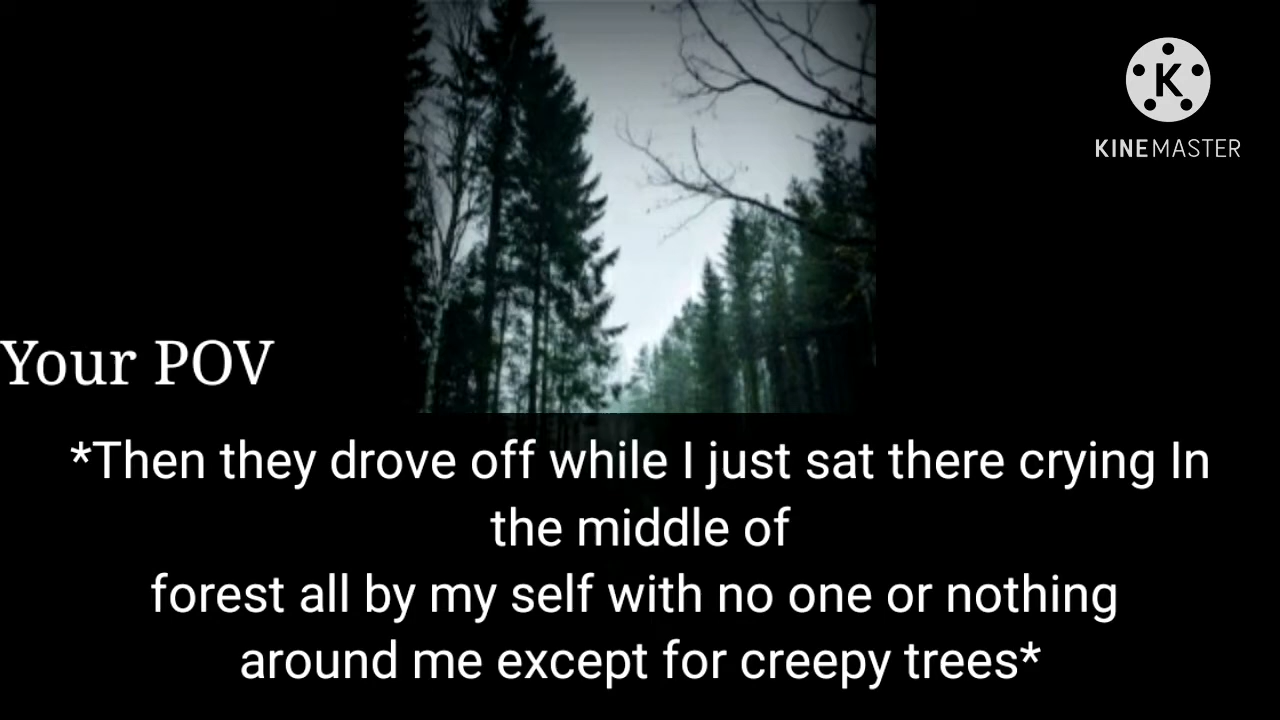 K
KINEMASTER
Your POV
*Then they drove off while I just sat there crying In
the middle of
forest all by my self with no one or nothing
around me except for creepy trees*